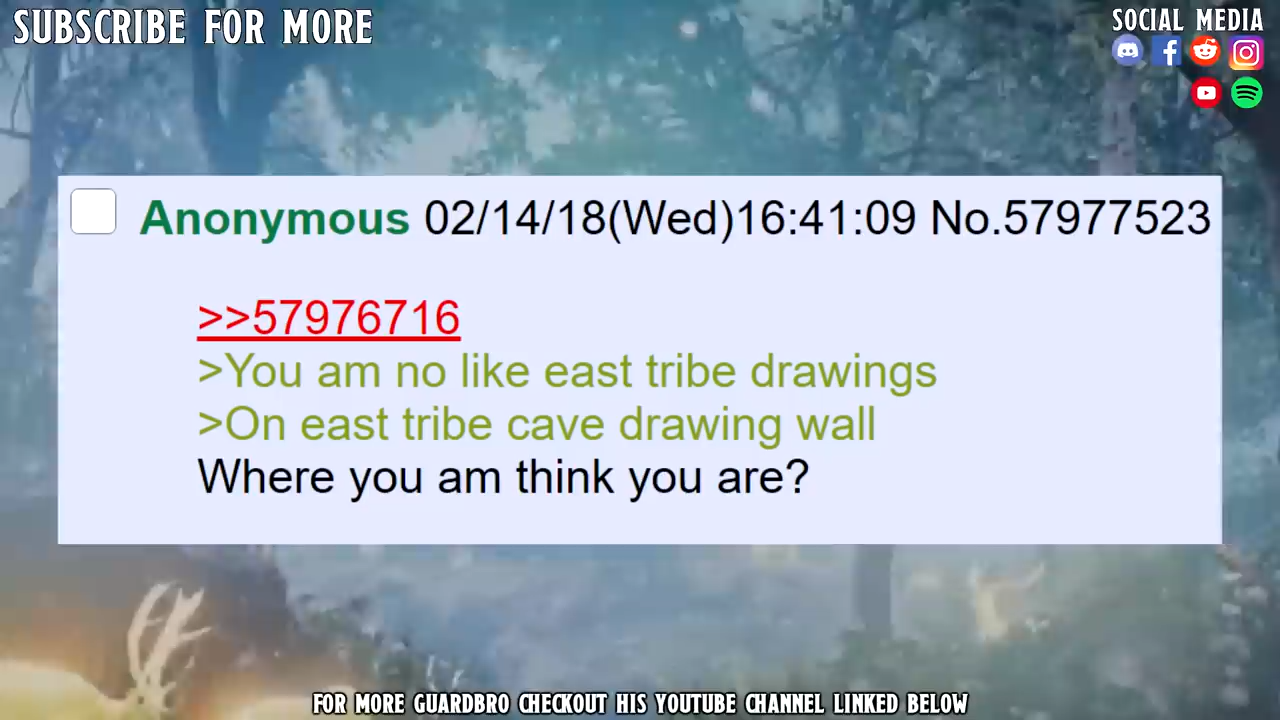 SUBSCRIBE FOR MORE
SOCIAL MEDIA
Anonymous 02/14/18(Wed)16:41:09 No.57977523
>>57976716
>You am no like east tribe drawings
>On east tribe cave drawing wall
Where you am think you are?
FOR MORE GUARDBRO CHECKOUT HIS YOUTUBE CHANNEL LINKED BELOW